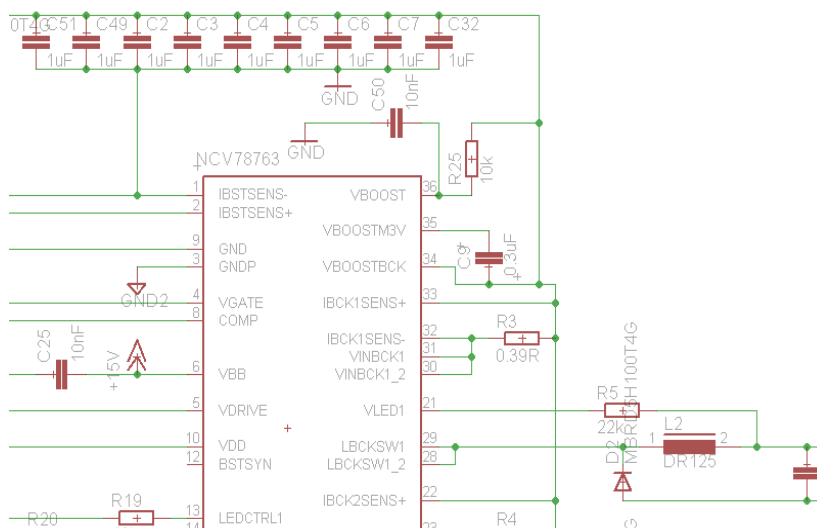 0T4G C51 C49 C2 C3 C4 C5 C6 C7 C32
1uF 1uF 1uF 1uF 1uF 1uF 1uF 1uF 1uF
GND
C50
10nF
GND
R25
10k
NCV78763
1 IBSTSENS- VBOOST 36
2 IBSTSENS+
VBOOSTM3V 35
9 GND
3 GNDP VBOOSTBCK 34
C9
0.3uF
GND2
4 VGATE IBCK1SENS+ 33
8 COMP
C25
10nF
+15V
IBCK1SENS- 32
R3
0.39R
VINBCK1 31
6 VBB VINBCK1_2 30
5 VDRIVE VLED1 21
R5
22k
D2
MBRD5H100T4G
10 VDD LBCKSW1 29
L2
1 2
DR125
12 BSTSYN LBCKSW1_2 28
IBCK2SENS+ 22
R20
R19
13 LEDCTRL1
R4
14
23
G